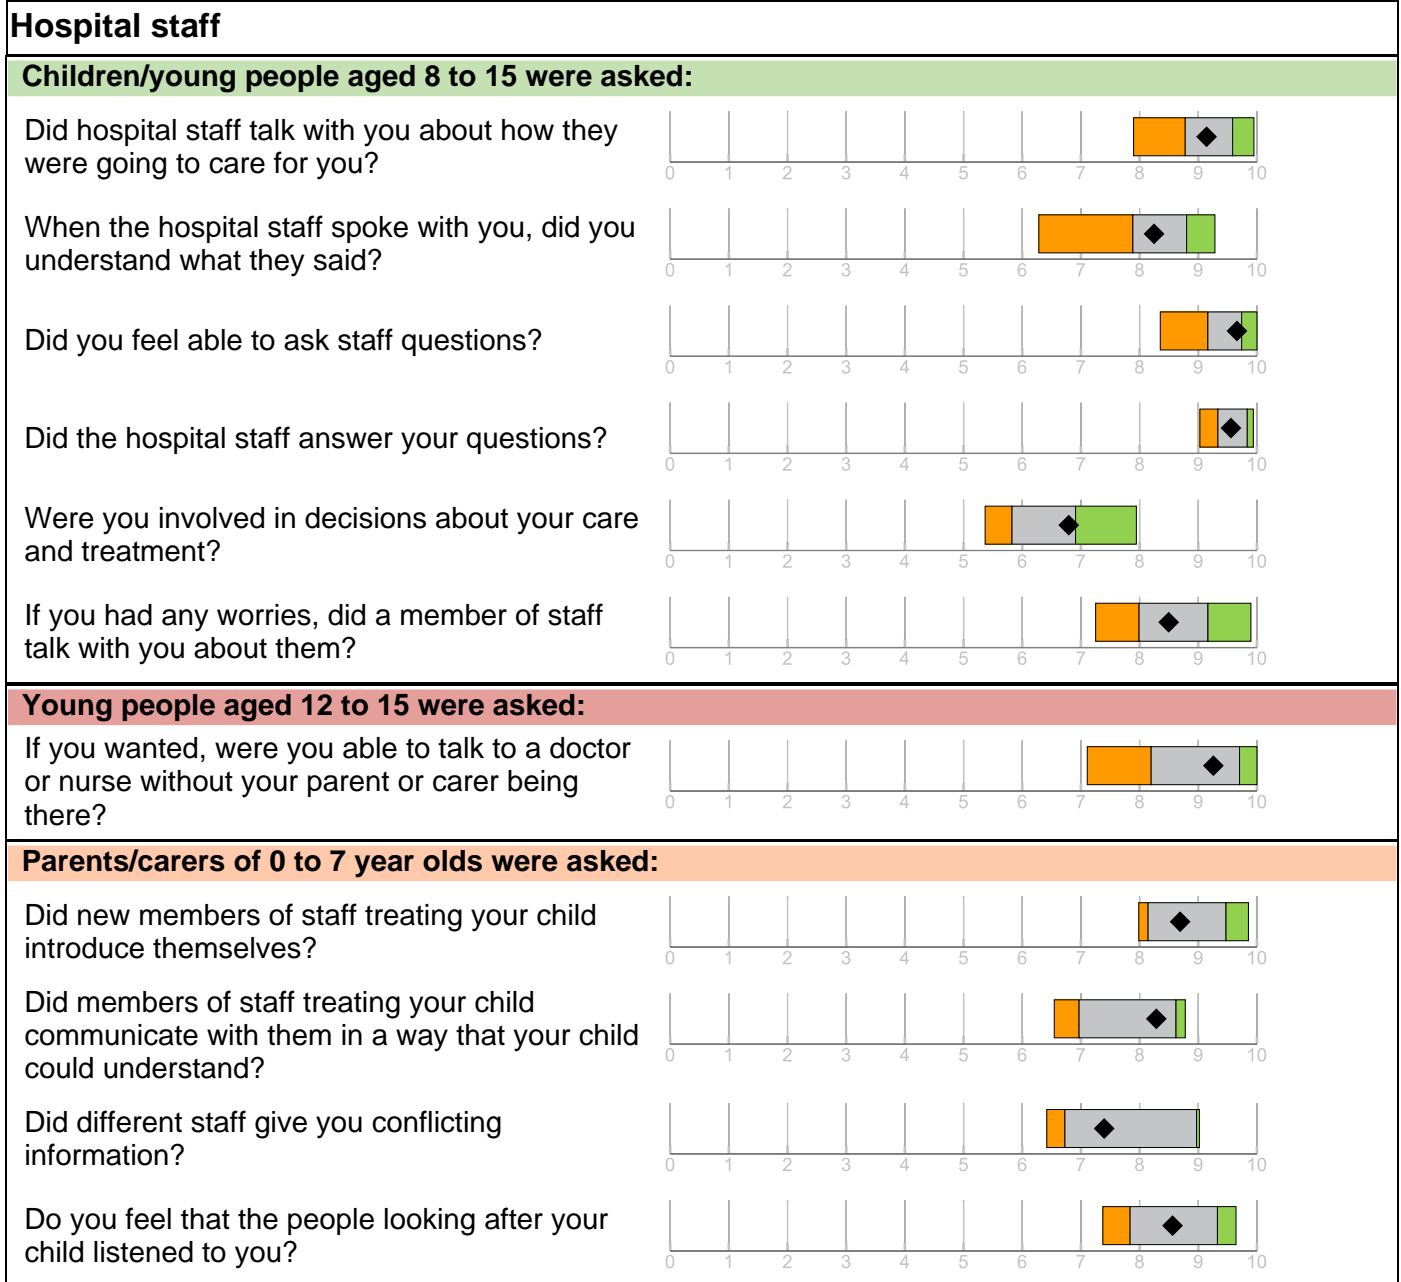 Hospital staff
Children/young people aged 8 to 15 were asked:
Did hospital staff talk with you about how they
were going to care for you?
0 1 2 3 4 5 6 7 8 9 10
When the hospital staff spoke with you, did you
understand what they said?
0 1 2 3 4 5 6 7 8 9 10
Did you feel able to ask staff questions?
0 1 2 3 4 5 6 7 8 9 10
Did the hospital staff answer your questions?
0 1 2 3 4 5 6 7 8 9 10
Were you involved in decisions about your care
and treatment?
0 1 2 3 4 5 6 7 8 9 10
If you had any worries, did a member of staff
talk with you about them?
0 1 2 3 4 5 6 7 8 9 10
Young people aged 12 to 15 were asked:
If you wanted, were you able to talk to a doctor
or nurse without your parent or carer being
there?
0 1 2 3 4 5 6 7 8 9 10
Parents/carers of 0 to 7 year olds were asked:
Did new members of staff treating your child
introduce themselves?
0 1 2 3 4 5 6 7 8 9 10
Did members of staff treating your child
communicate with them in a way that your child
could understand?
0 1 2 3 4 5 6 7 8 9 10
Did different staff give you conflicting
information?
0 1 2 3 4 5 6 7 8 9 10
Do you feel that the people looking after your
child listened to you?
0 1 2 3 4 5 6 7 8 9 10